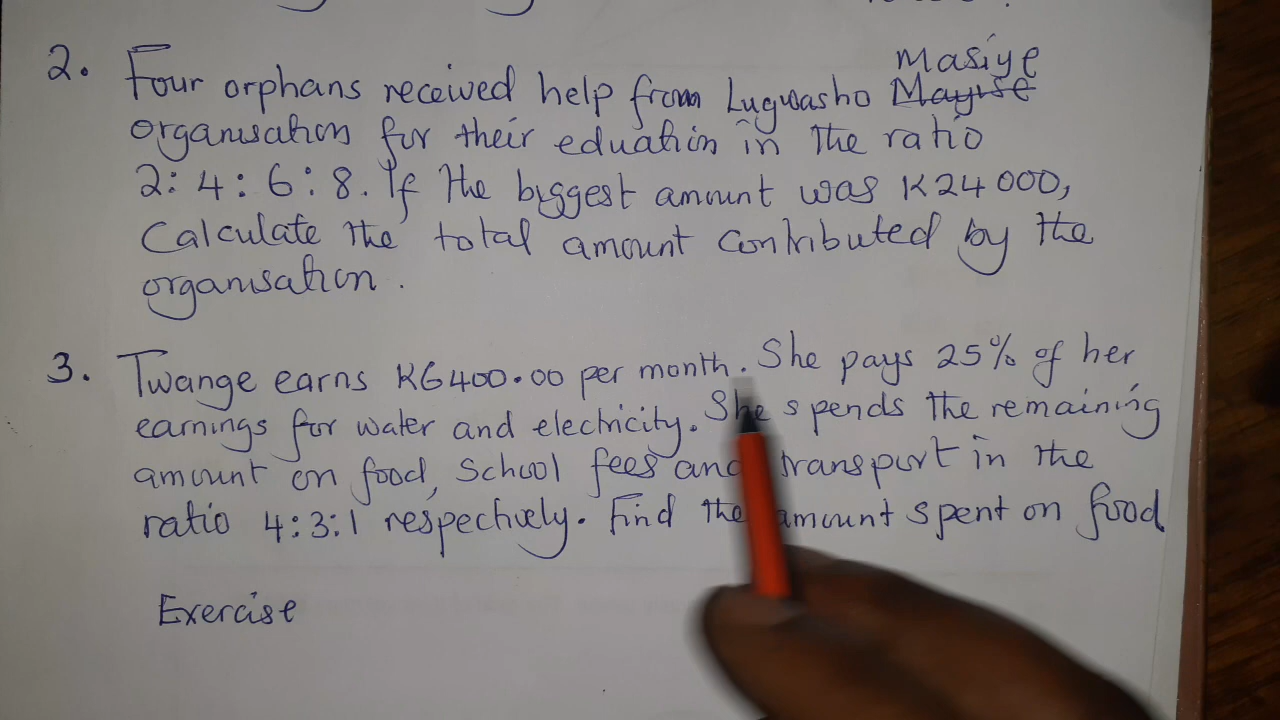 2. Four orphans received help from Lugwasho Masiye
organisation for their eduation in the ratio
2: 4 : 6 : 8. If the biggest amount was K24 000,
Calculate the total amount contributed by the
organisation.
3. Twange earns K6400.00 per month. She pays 25% of her
earnings for water and electricity. She spends the remaining
amount on food, School fees and transport in the
ratio 4:3:1 respectively. Find the amount spent on food
Exercise